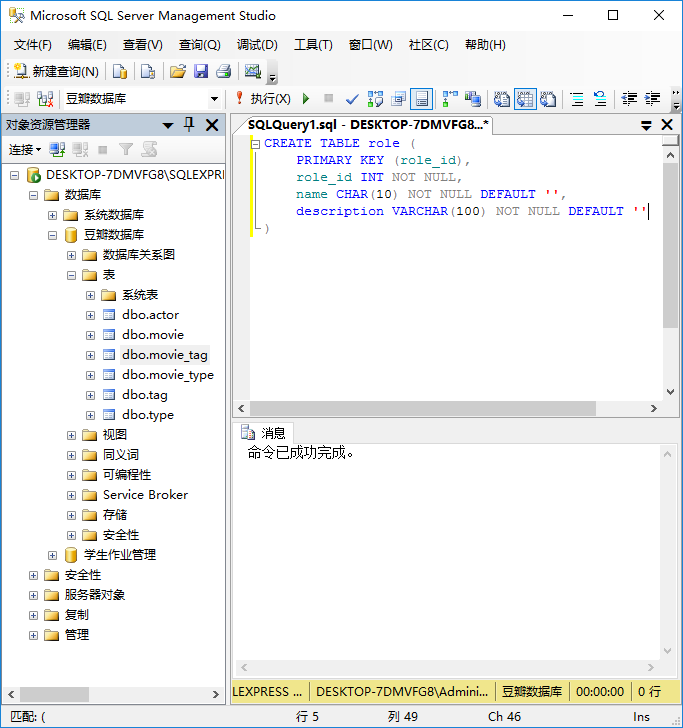 Microsoft SQL Server Management Studio
文件(F) 编辑(E) 查看(V) 查询(Q) 调试(D) 工具(T) 窗口(W) 社区(C) 帮助(H)
新建查询(N)
豆瓣数据库 执行(X)
对象资源管理器
连接
DESKTOP-7DMVFG8\SQLEXPRE
数据库
系统数据库
豆瓣数据库
数据库关系图
表
系统表
dbo.actor
dbo.movie
dbo.movie_tag
dbo.movie_type
dbo.tag
dbo.type
视图
同义词
可编程性
Service Broker
存储
安全性
学生作业管理
安全性
服务器对象
复制
管理
SQLQuery1.sql - DESKTOP-7DMVFG8...*
CREATE TABLE role (
PRIMARY KEY (role_id),
role_id INT NOT NULL,
name CHAR(10) NOT NULL DEFAULT '',
description VARCHAR(100) NOT NULL DEFAULT ''
)
消息
命令已成功完成。
LEXPRESS ... DESKTOP-7DMVFG8\Admini... 豆瓣数据库 00:00:00 0 行
匹配: ( 行 5 列 49 Ch 46 Ins